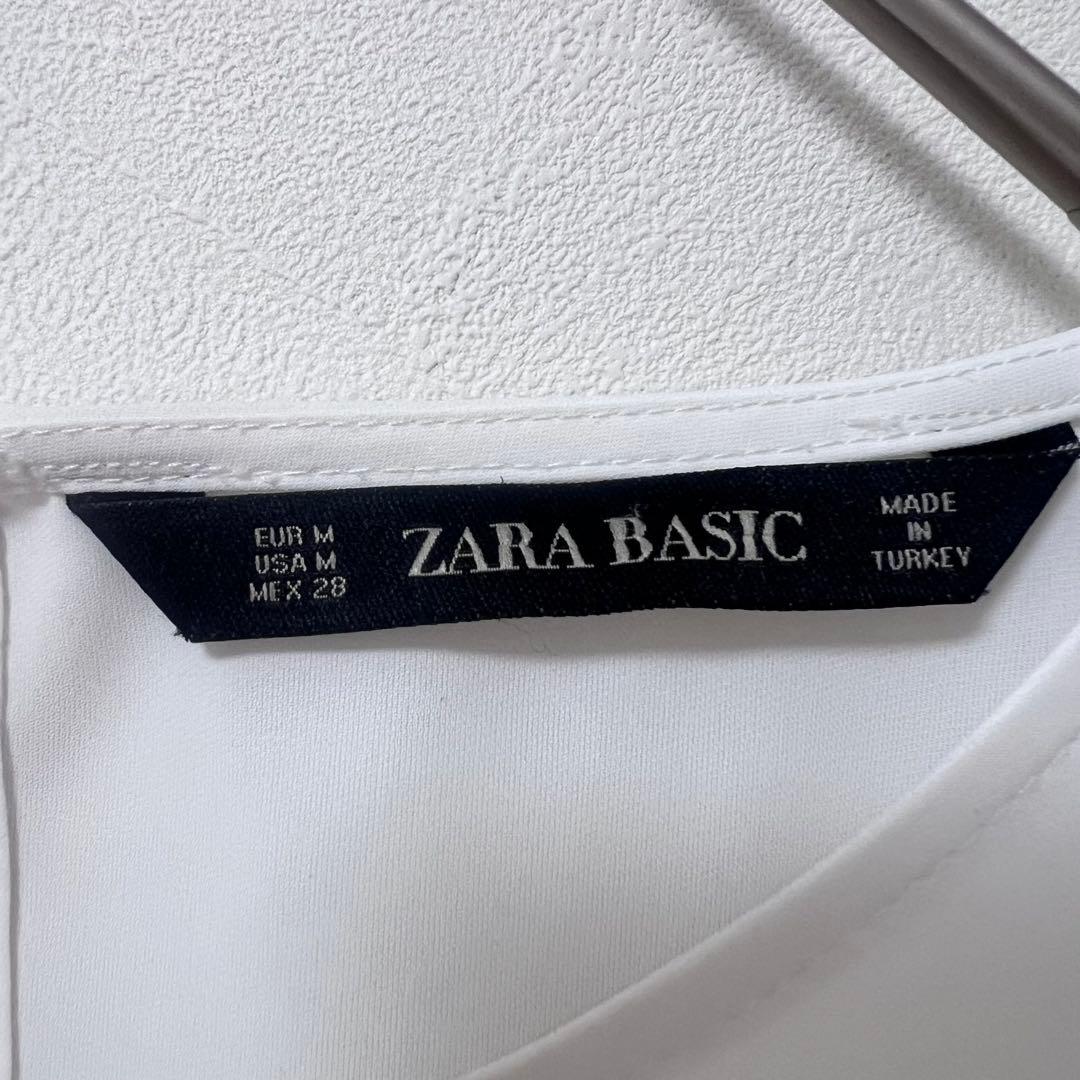 EUR M
USA M
MEX 28
ZARA BASIC
MADE
IN
TURKEY